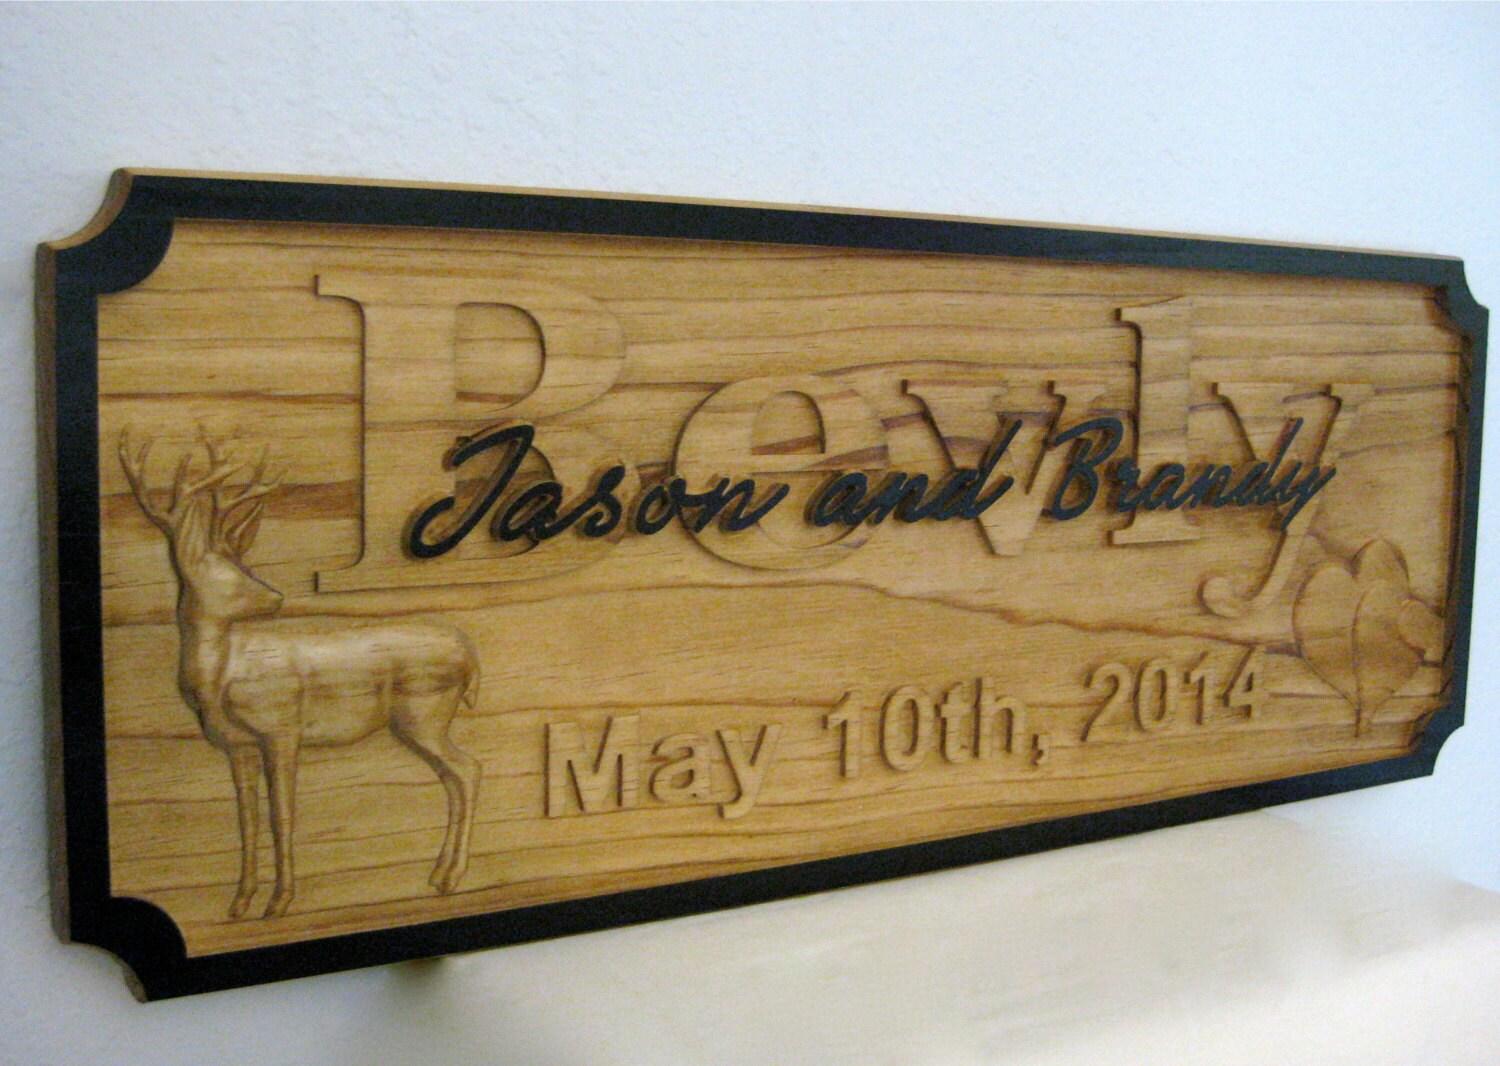 Bevly
Jason and Brandy
May 10th, 2014